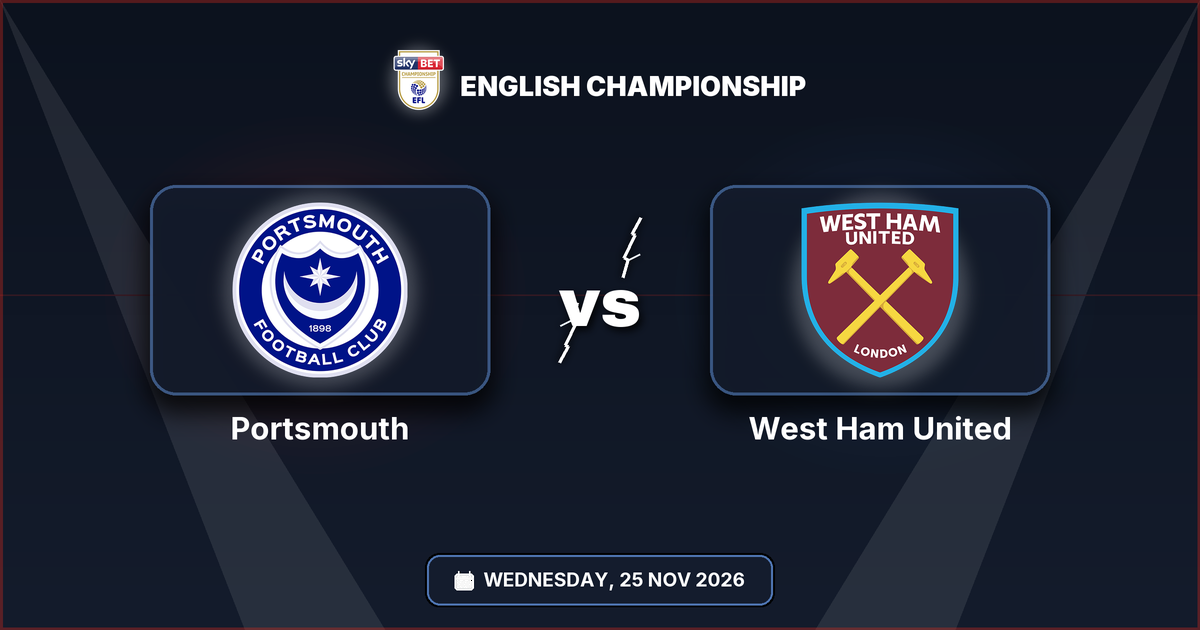 sky BET
CHAMPIONSHIP
EFL
ENGLISH CHAMPIONSHIP
PORTSMOUTH
1898
FOOTBALL CLUB
vs
WEST HAM
UNITED
LONDON
Portsmouth
West Ham United
WEDNESDAY, 25 NOV 2026